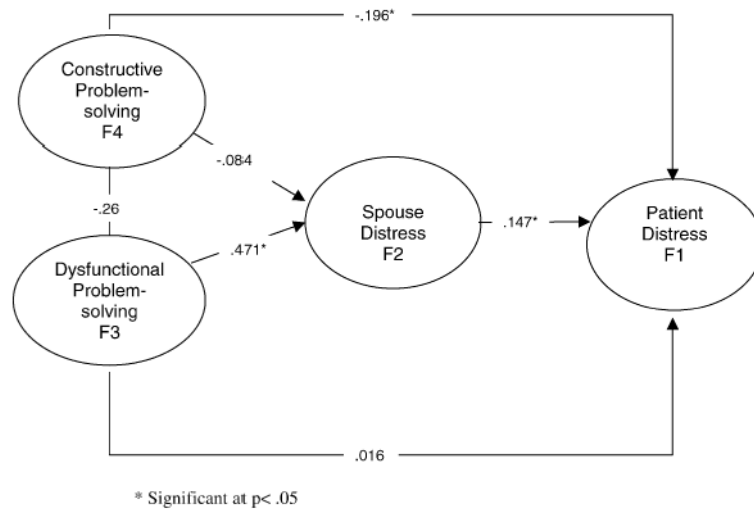 -.196*
Constructive
Problem-
solving
F4
-.084
-.26
Spouse
Distress
F2
.147*
Patient
Distress
F1
.471*
Dysfunctional
Problem-
solving
F3
.016
* Significant at p< .05